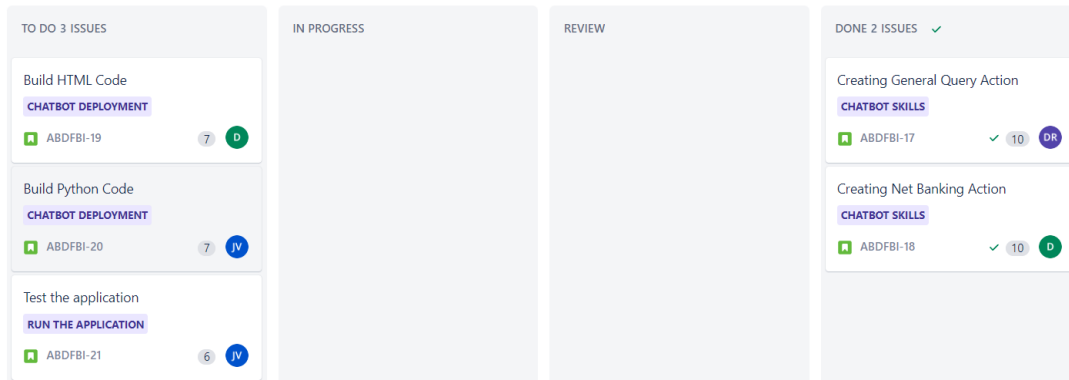 TO DO 3 ISSUES
Build HTML Code
CHATBOT DEPLOYMENT
ABDFBI-19 7 D
Build Python Code
CHATBOT DEPLOYMENT
ABDFBI-20 7 JV
Test the application
RUN THE APPLICATION
ABDFBI-21 6 JV
IN PROGRESS
REVIEW
DONE 2 ISSUES
Creating General Query Action
CHATBOT SKILLS
ABDFBI-17 10 DR
Creating Net Banking Action
CHATBOT SKILLS
ABDFBI-18 10 D